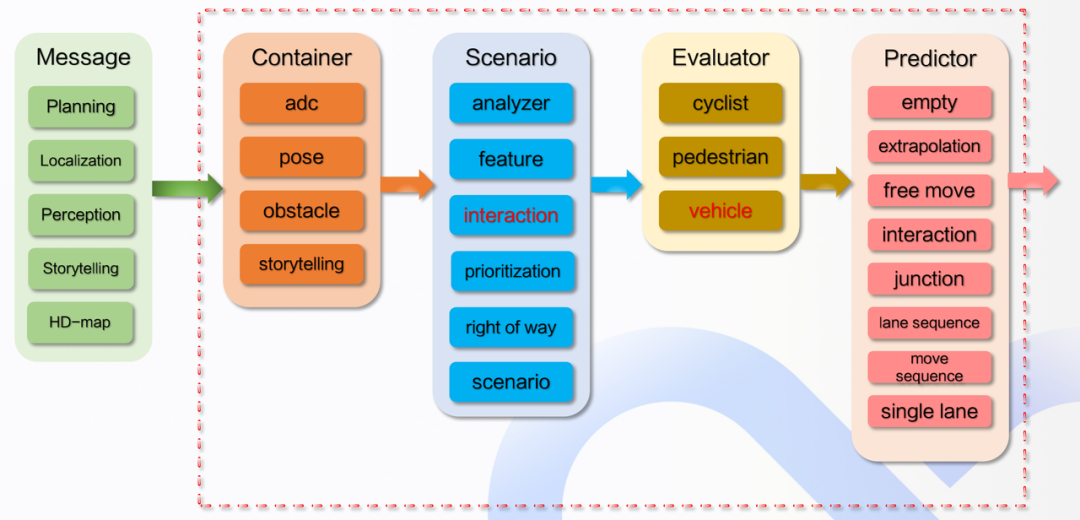 Message
Planning
Localization
Perception
Storytelling
HD-map
Container
adc
pose
obstacle
storytelling
Scenario
analyzer
feature
interaction
prioritization
right of way
scenario
Evaluator
cyclist
pedestrian
vehicle
Predictor
empty
extrapolation
free move
interaction
junction
lane sequence
move
sequence
single lane